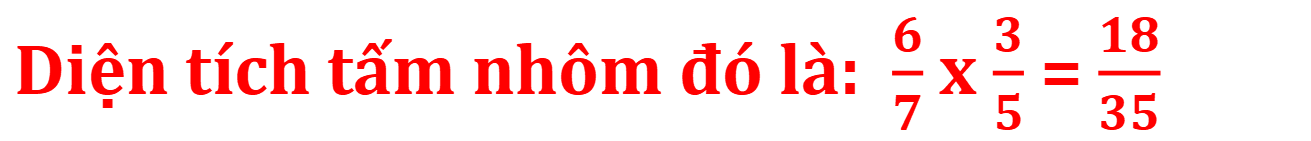 Diện tích tấm nhôm đó là: 6/7 x 3/5 = 18/35